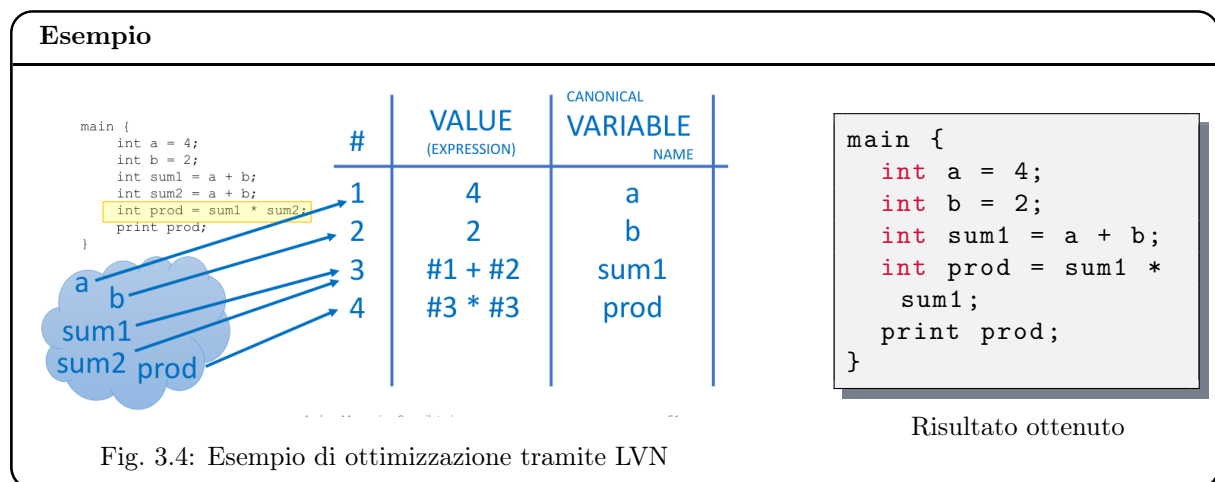 Esempio
main {
int a = 4;
int b = 2;
int sum1 = a + b;
int sum2 = a + b;
int prod = sum1 * sum2;
print prod;
}
a
b
sum1
sum2
prod
# VALUE (EXPRESSION) CANONICAL VARIABLE NAME
1 4 a
2 2 b
3 #1 + #2 sum1
4 #3 * #3 prod
Fig. 3.4: Esempio di ottimizzazione tramite LVN
main {
int a = 4;
int b = 2;
int sum1 = a + b;
int prod = sum1 *
sum1;
print prod;
}
Risultato ottenuto